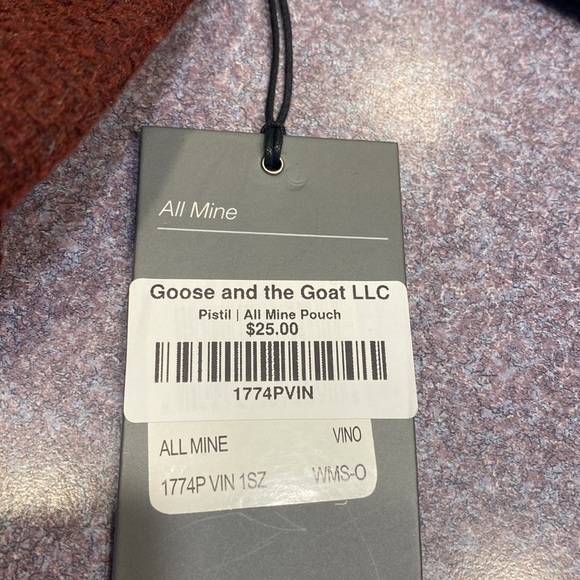 All Mine
Goose and the Goat LLC
Pistil | All Mine Pouch
$25.00
1774PVIN
ALL MINE VINO
1774P VIN 1SZ WMS-O